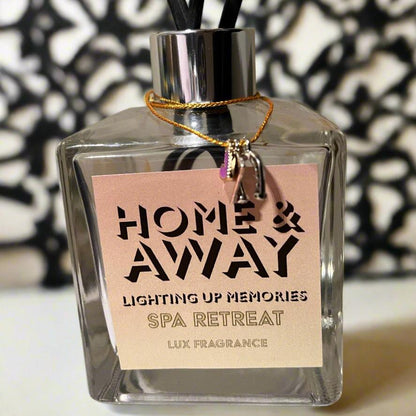 HOME &
AWAY
LIGHTING UP MEMORIES
SPA RETREAT
LUX FRAGRANCE